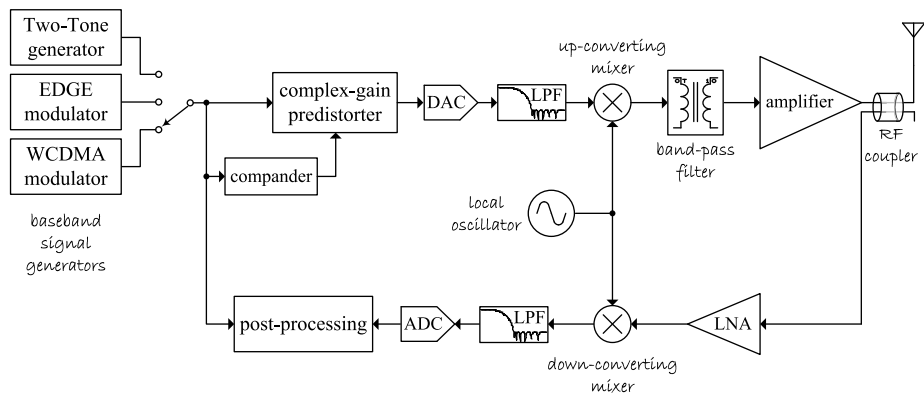 Two-Tone
generator
EDGE
modulator
WCDMA
modulator
baseband
signal
generators
complex-gain
predistorter
compander
DAC
LPF
up-converting
mixer
band-pass
filter
amplifier
RF
coupler
local
oscillator
post-processing
ADC
LPF
down-converting
mixer
LNA